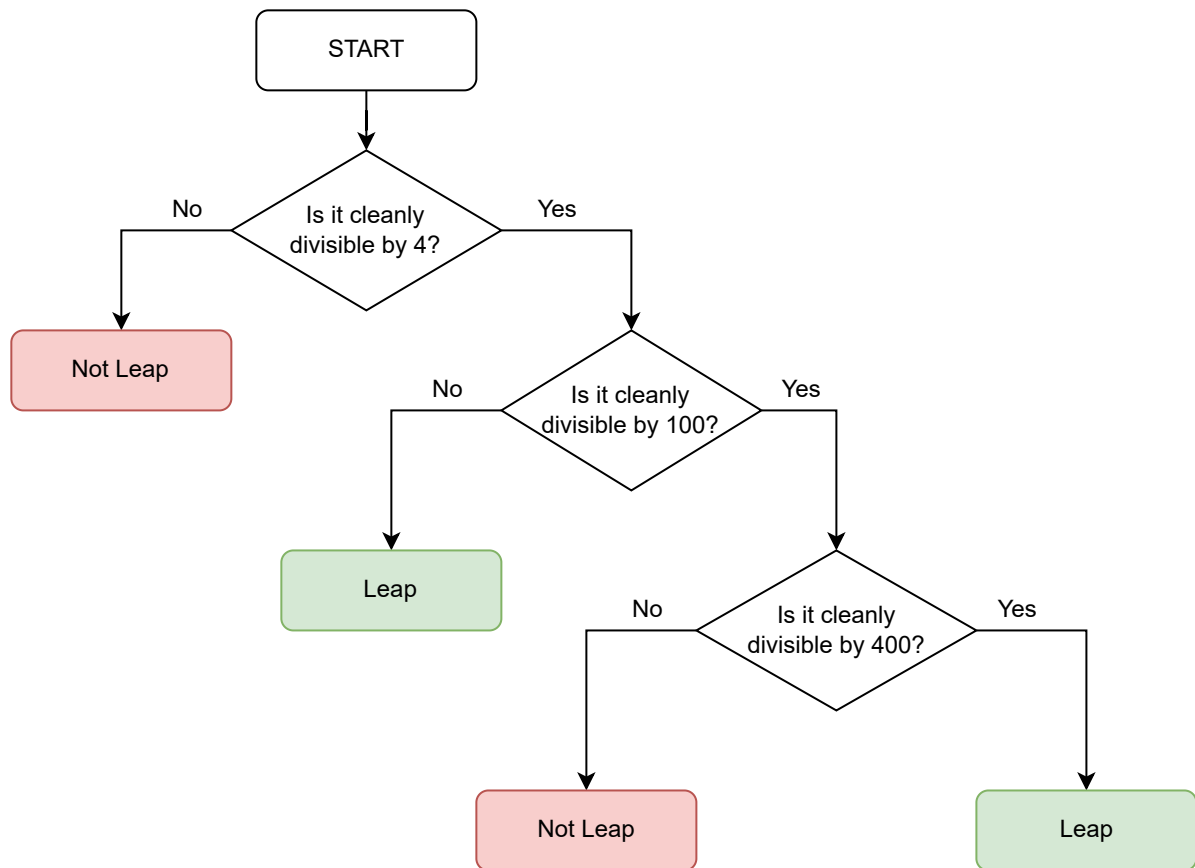 START
No
Yes
Is it cleanly
divisible by 4?
Not Leap
No
Yes
Is it cleanly
divisible by 100?
Leap
No
Yes
Is it cleanly
divisible by 400?
Not Leap
Leap